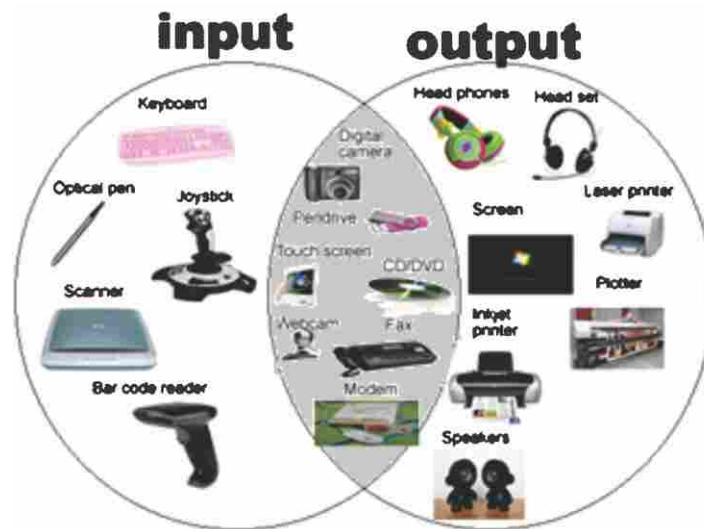 input
output
Keyboard
Optical pen
Joystick
Scanner
Bar code reader
Digital
camera
Pendrive
Touch screen
CD/DVD
Webcam
Fax
Modem
Head phones
Head set
Laser printer
Screen
Plotter
Inkjet
printer
Speakers